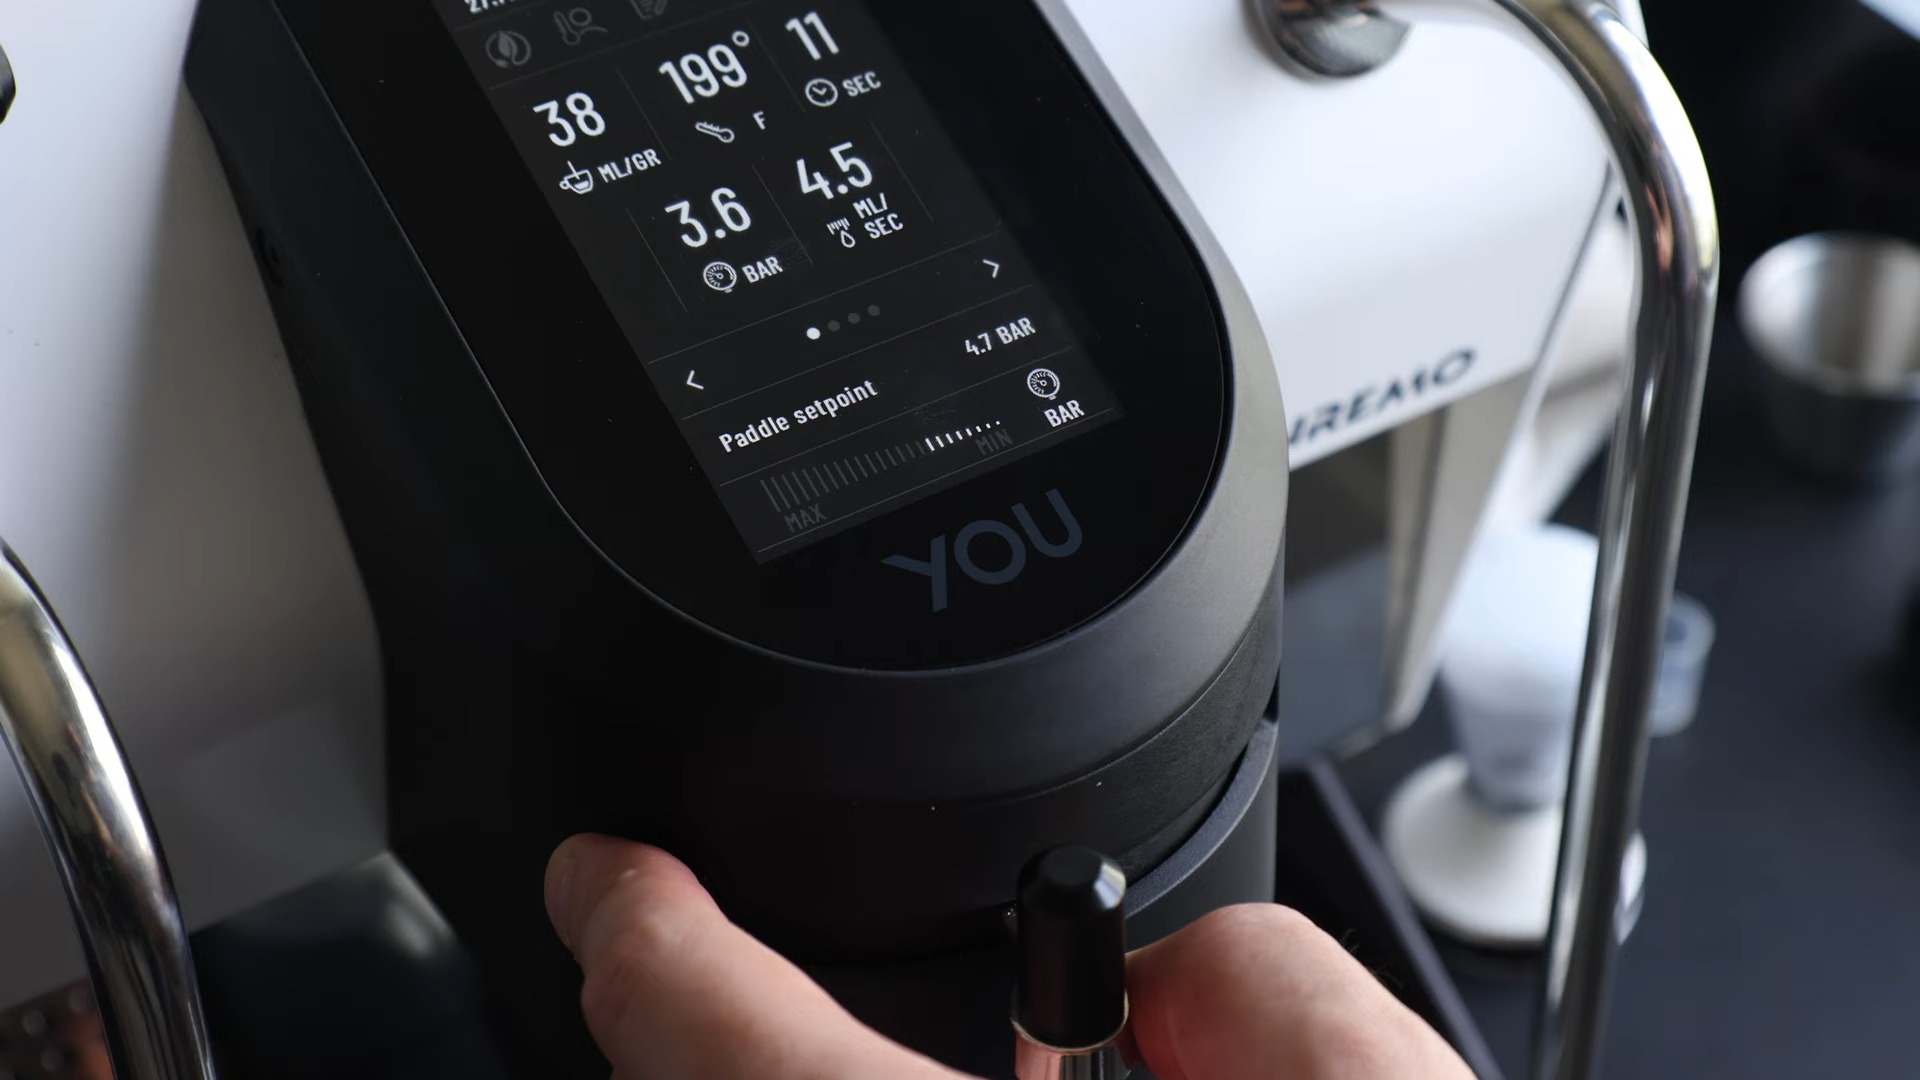 38
ML/GR
199°
F
11
SEC
3.6
BAR
4.5
ML/
SEC
Paddle setpoint
4.7 BAR
MAX
MIN
BAR
YOU